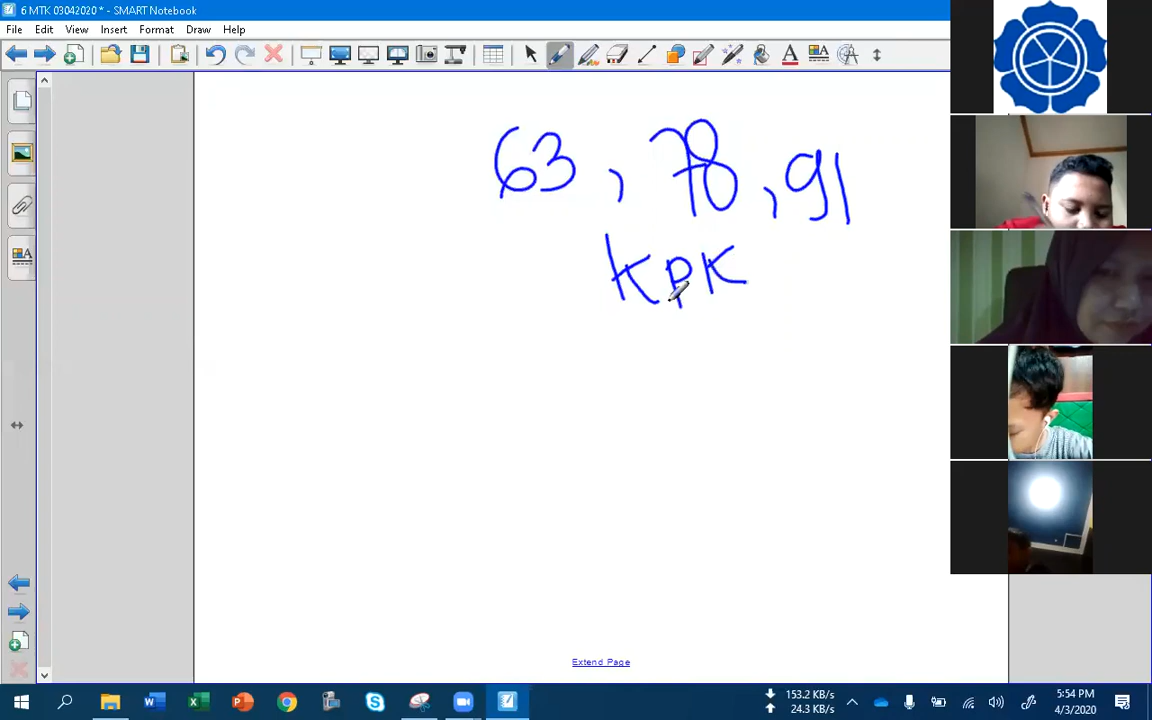 6 MTK 03042020 * - SMART Notebook
File Edit View Insert Format Draw Help
63, 78, 91
KPK
Extend Page
153.2 KB/s
24.3 KB/s
5:54 PM
4/3/2020